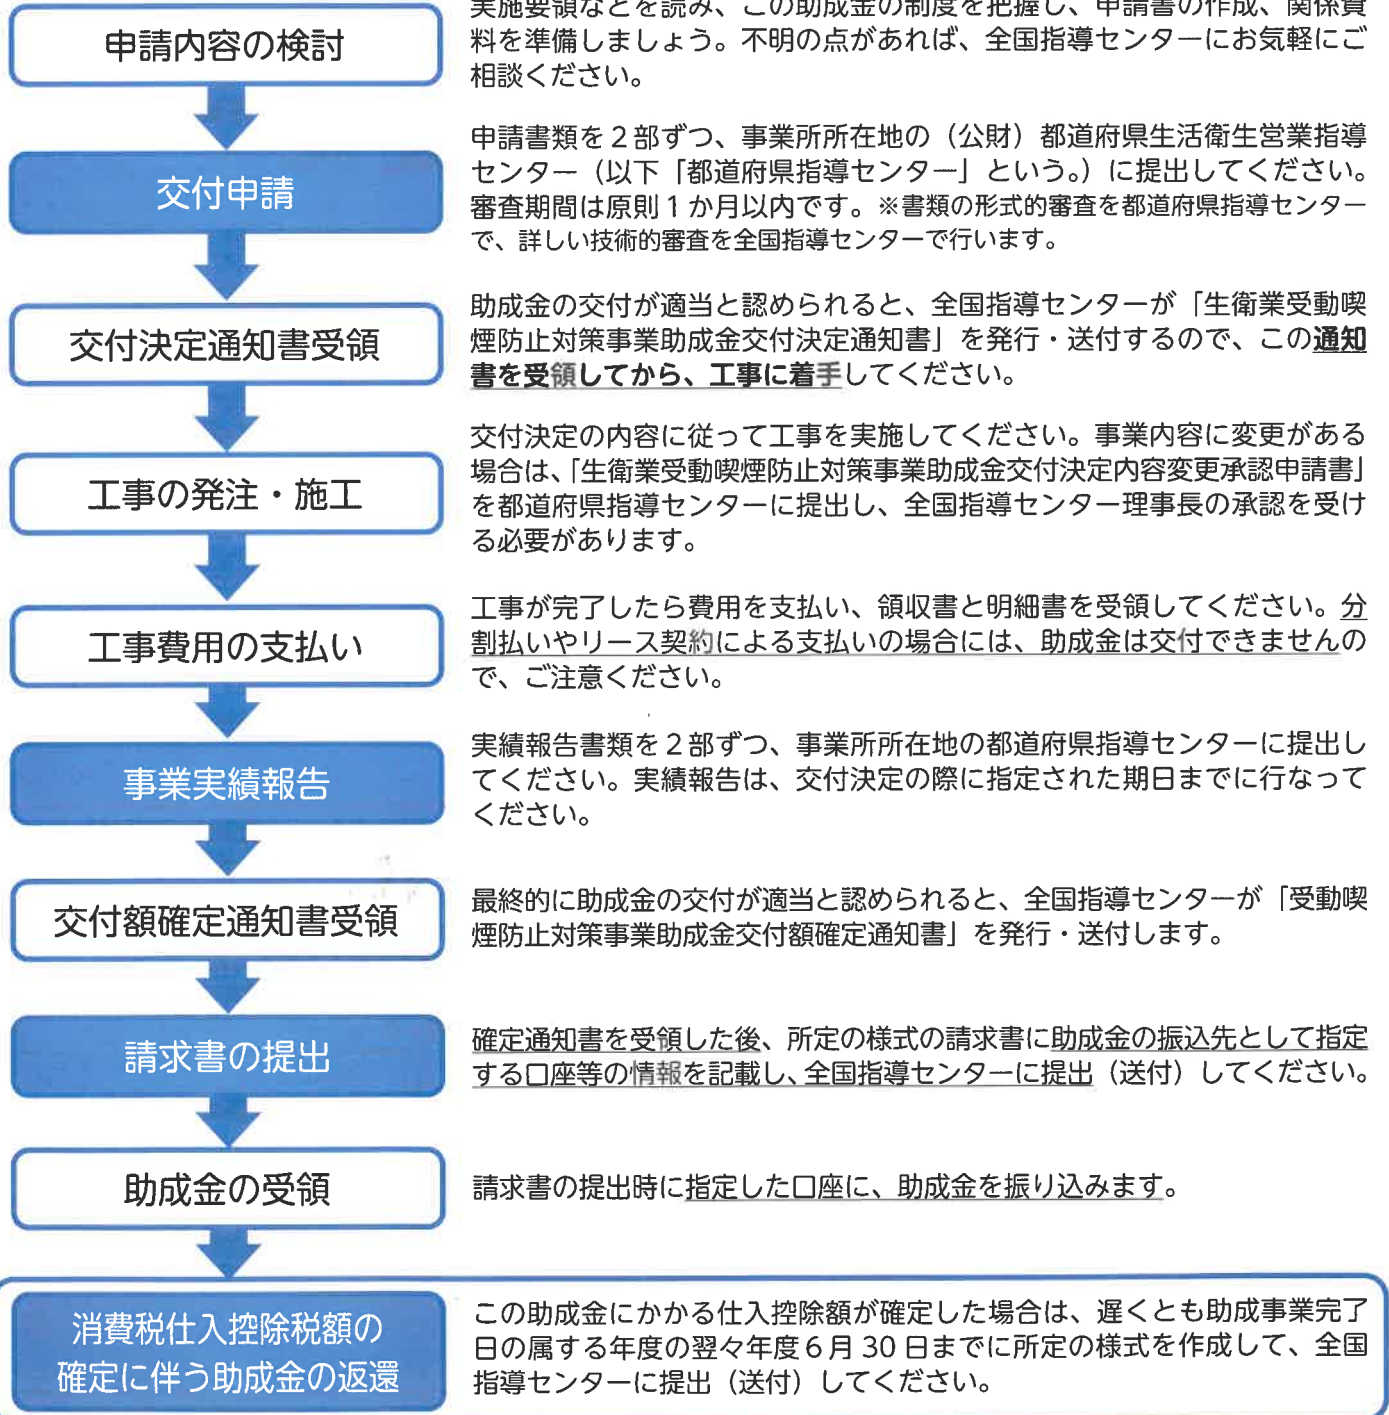 申請内容の検討
実施要領などを読み、この助成金の制度を把握し、申請書の作成、関係資
料を準備しましょう。不明の点があれば、全国指導センターにお気軽にご
相談ください。
交付申請
申請書類を2部ずつ、事業所所在地の（公財）都道府県生活衛生営業指導
センター（以下「都道府県指導センター」という。）に提出してください。
審査期間は原則1か月以内です。※書類の形式的審査を都道府県指導センター
で、詳しい技術的審査を全国指導センターで行います。
交付決定通知書受領
助成金の交付が適当と認められると、全国指導センターが「生衛業受動喫
煙防止対策事業助成金交付決定通知書」を発行・送付するので、この通知
書を受領してから、工事に着手してください。
工事の発注・施工
交付決定の内容に従って工事を実施してください。事業内容に変更がある
場合は、「生衛業受動喫煙防止対策事業助成金交付決定内容変更承認申請書」
を都道府県指導センターに提出し、全国指導センター理事長の承認を受け
る必要があります。
工事費用の支払い
工事が完了したら費用を支払い、領収書と明細書を受領してください。分
割払いやリース契約による支払いの場合には、助成金は交付できませんの
で、ご注意ください。
事業実績報告
実績報告書類を2部ずつ、事業所所在地の都道府県指導センターに提出し
てください。実績報告は、交付決定の際に指定された期日までに行なって
ください。
交付額確定通知書受領
最終的に助成金の交付が適当と認められると、全国指導センターが「受動喫
煙防止対策事業助成金交付額確定通知書」を発行・送付します。
請求書の提出
確定通知書を受領した後、所定の様式の請求書に助成金の振込先として指定
する口座等の情報を記載し、全国指導センターに提出（送付）してください。
助成金の受領
請求書の提出時に指定した口座に、助成金を振り込みます。
消費税仕入控除税額の
確定に伴う助成金の返還
この助成金にかかる仕入控除額が確定した場合は、遅くとも助成事業完了
日の属する年度の翌々年度6月30日までに所定の様式を作成して、全国
指導センターに提出（送付）してください。